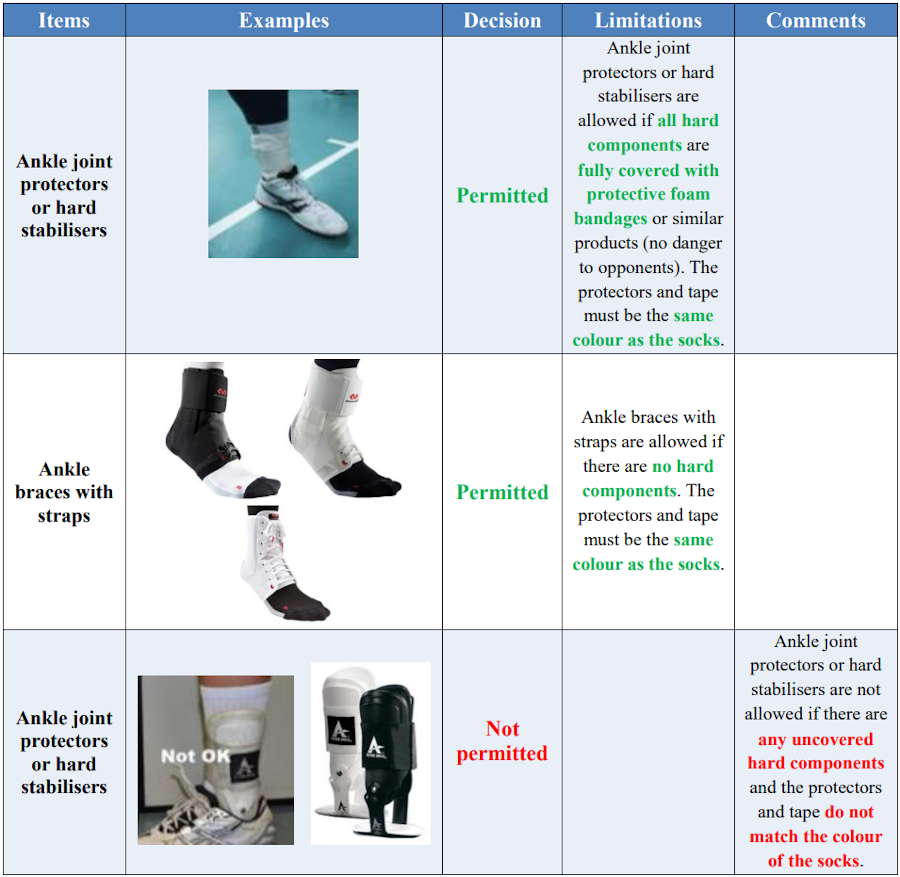 Items
Examples
Decision
Limitations
Comments
Ankle joint
protectors
or hard
stabilisers
Permitted
Ankle joint
protectors or hard
stabilisers are
allowed if all hard
components are
fully covered with
protective foam
bandages or similar
products (no danger
to opponents). The
protectors and tape
must be the same
colour as the socks.
Ankle
braces with
straps
Permitted
Ankle braces with
straps are allowed if
there are no hard
components. The
protectors and tape
must be the same
colour as the socks.
Ankle joint
protectors
or hard
stabilisers
Not OK
Not
permitted
Ankle joint
protectors or hard
stabilisers are not
allowed if there are
any uncovered
hard components
and the protectors
and tape do not
match the colour
of the socks.